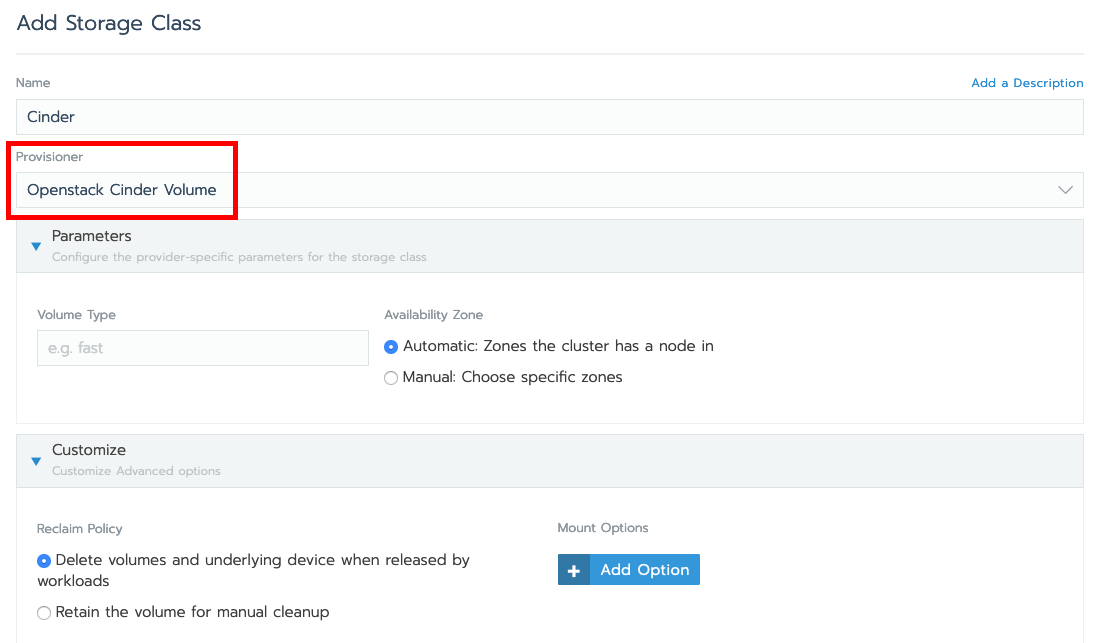 Add Storage Class
Name
Add a Description
Cinder
Provisioner
Openstack Cinder Volume
Parameters
Configure the provider-specific parameters for the storage class
Volume Type
Availability Zone
e.g. fast
Automatic: Zones the cluster has a node in
Manual: Choose specific zones
Customize
Customize Advanced options
Reclaim Policy
Mount Options
Delete volumes and underlying device when released by
workloads
+ Add Option
Retain the volume for manual cleanup